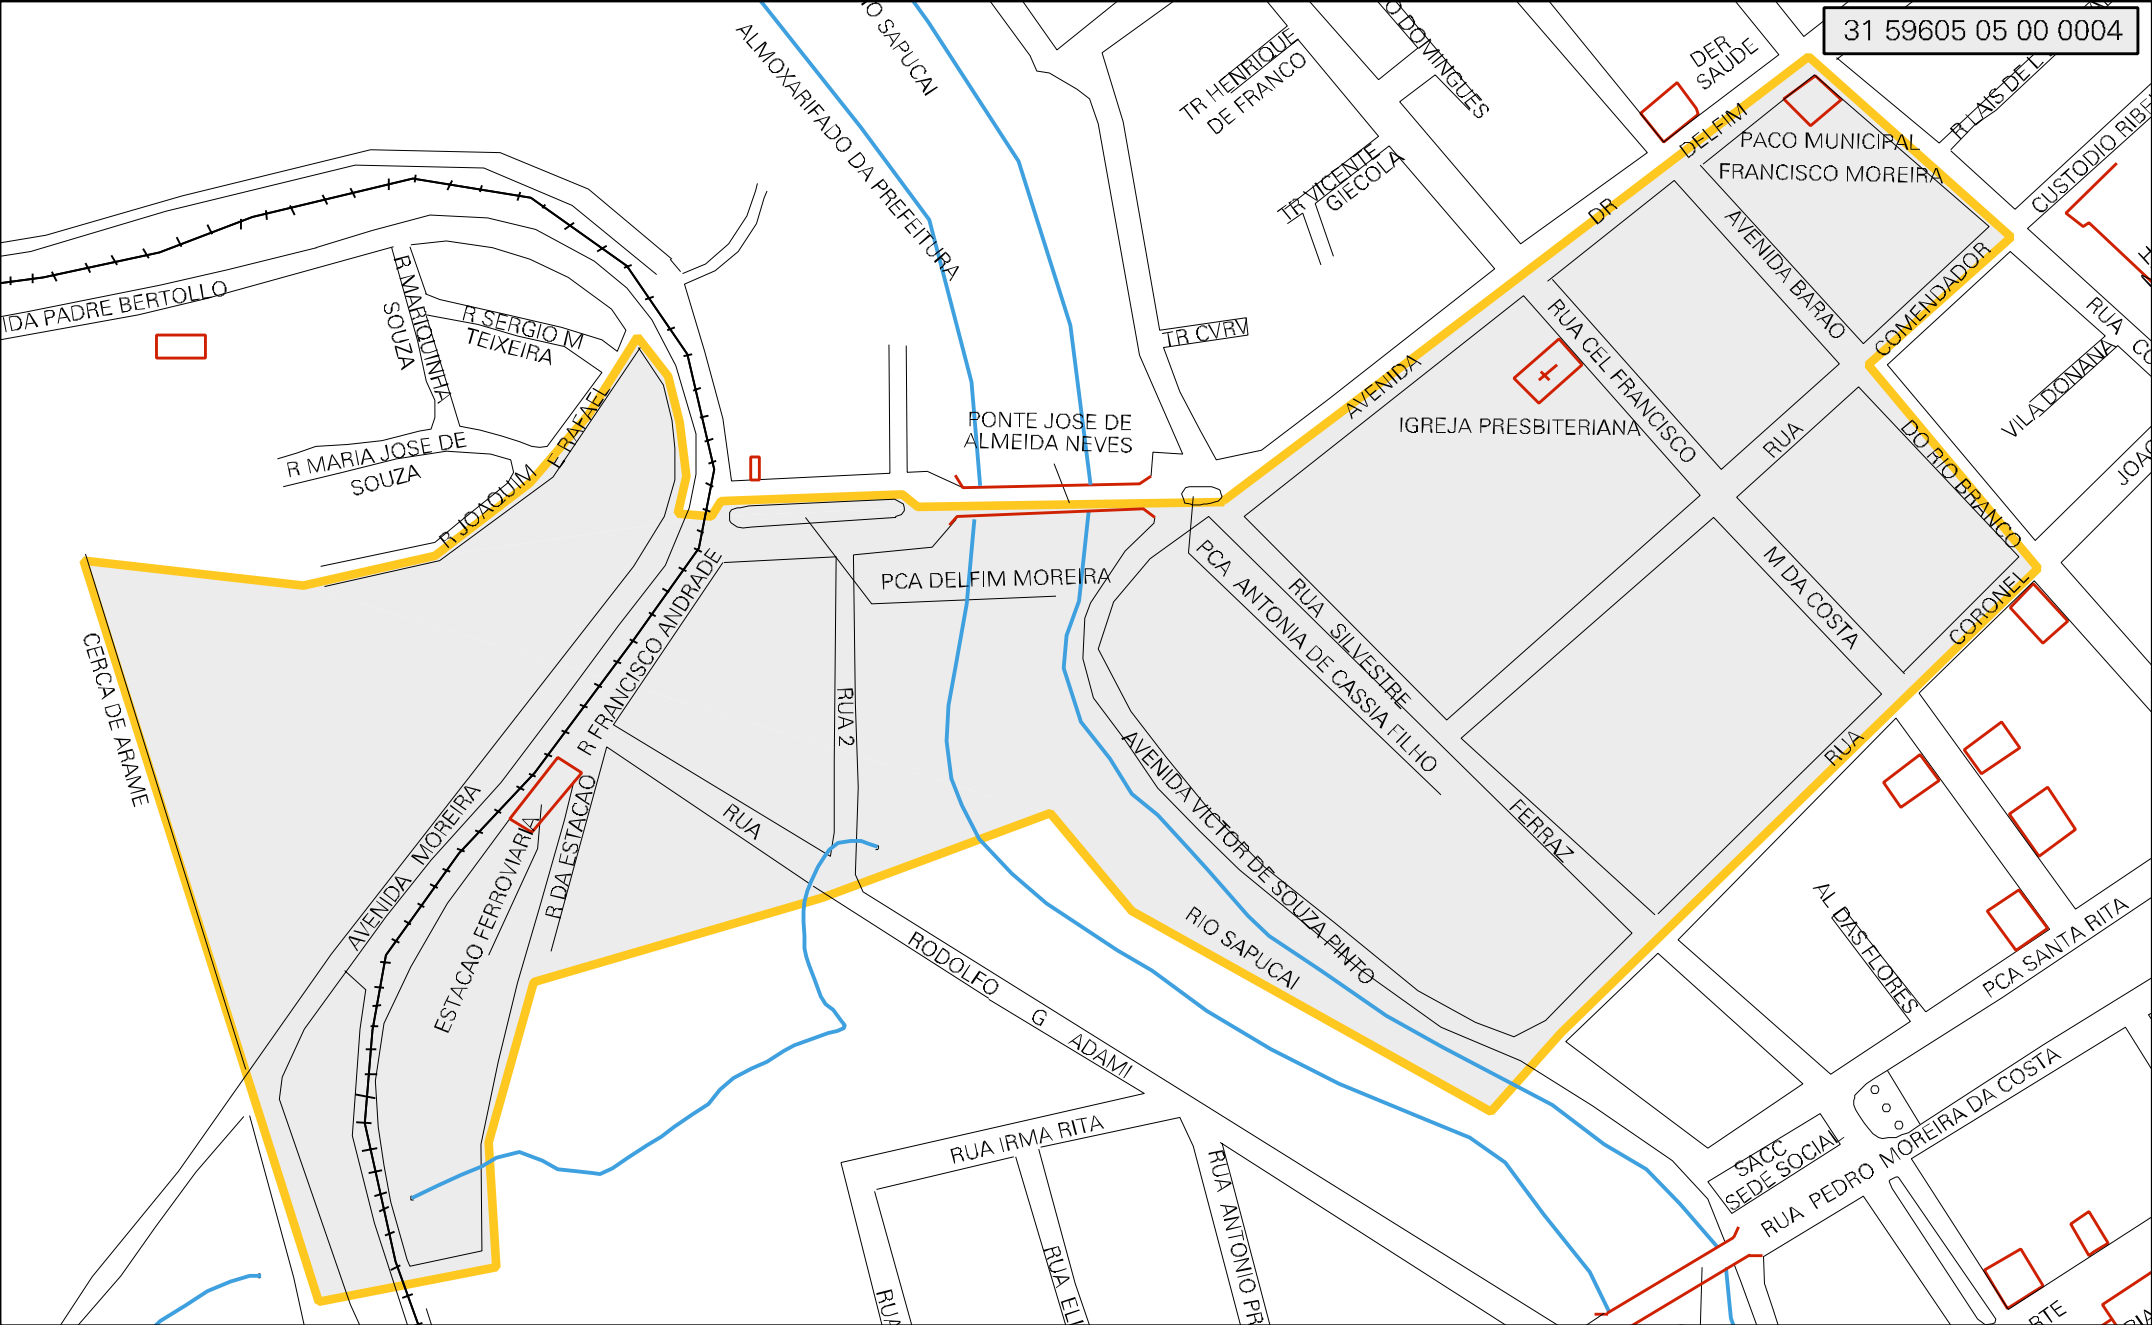 31 59605 05 00 0004
DER
SAUDE
ALMOXARIFADO DA PREFEITURA
SAPUCAI
TR HENRIQUE
DE FRANCO
DOMINGUES
TR VICENTE
GIECOLA
TR CVRV
PACO MUNICIPAL
FRANCISCO MOREIRA
CUSTODIO
AVENIDA BARAO
DO RIO BRANCO
COMENDADOR
RUA
VILA DONANA
AVENIDA
DR
DELFIM
RUA CEL FRANCISCO
M DA COSTA
IGREJA PRESBITERIANA
RUA
CORONEL
RUA
PADRE BERTOLLO
R MARIQUINHA
SOUZA
R SERGIO M
TEIXEIRA
R MARIA JOSE DE
SOUZA
R JOAQUIM
F RAFAEL
PONTE JOSE DE
ALMEIDA NEVES
PCA DELFIM MOREIRA
PCA ANTONIA DE CASSIA FILHO
RUA SILVESTRE
FERRAZ
CERCA DE ARAME
R FRANCISCO ANDRADE
RUA 2
AVENIDA MOREIRA
ESTACAO FERROVIARIA
R DA ESTACAO
RUA
RODOLFO
G
ADAMI
AVENIDA VICTOR DE SOUZA PINTO
RIO SAPUCAI
AL DAS FLORES
PCA SANTA RITA
SACC
SEDE SOCIAL
RUA PEDRO MOREIRA DA COSTA
RUA IRMA RITA
RUA ANTONIO
RUA
RUA